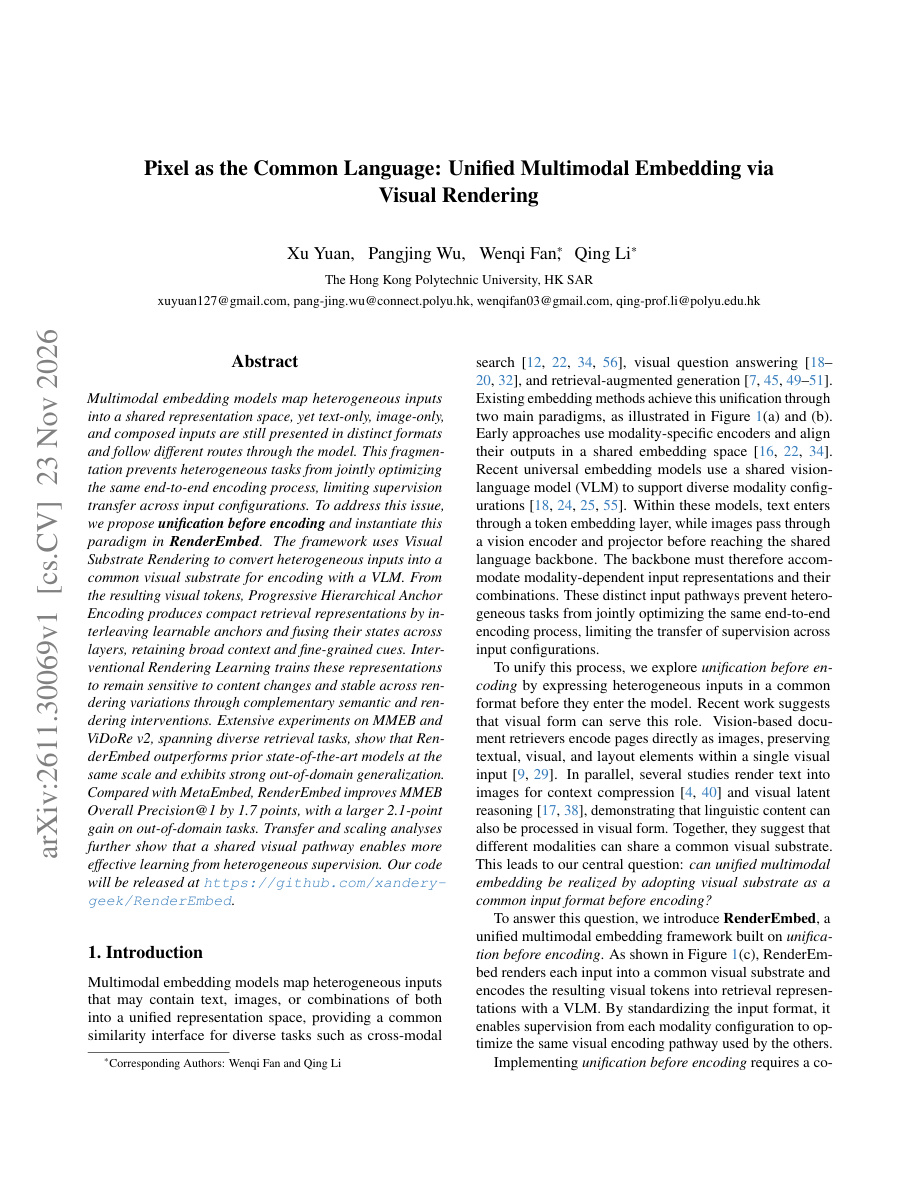 Pixel as the Common Language: Unified Multimodal Embedding via
Visual Rendering
Xu Yuan, Pangjing Wu, Wenqi Fan,* Qing Li*
The Hong Kong Polytechnic University, HK SAR
xuyuan127@gmail.com, pang-jing.wu@connect.polyu.hk, wenqifan03@gmail.com, qing-prof.li@polyu.edu.hk
arXiv:2611.30069v1 [cs.CV] 23 Nov 2026
Abstract
Multimodal embedding models map heterogeneous inputs
into a shared representation space, yet text-only, image-only,
and composed inputs are still presented in distinct formats
and follow different routes through the model. This fragmen-
tation prevents heterogeneous tasks from jointly optimizing
the same end-to-end encoding process, limiting supervision
transfer across input configurations. To address this issue,
we propose unification before encoding and instantiate this
paradigm in RenderEmbed. The framework uses Visual
Substrate Rendering to convert heterogeneous inputs into a
common visual substrate for encoding with a VLM. From
the resulting visual tokens, Progressive Hierarchical Anchor
Encoding produces compact retrieval representations by in-
terleaving learnable anchors and fusing their states across
layers, retaining broad context and fine-grained cues. Inter-
ventional Rendering Learning trains these representations
to remain sensitive to content changes and stable across ren-
dering variations through complementary semantic and ren-
dering interventions. Extensive experiments on MMEB and
ViDoRe v2, spanning diverse retrieval tasks, show that Ren-
derEmbed outperforms prior state-of-the-art models at the
same scale and exhibits strong out-of-domain generalization.
Compared with MetaEmbed, RenderEmbed improves MMEB
Overall Precision@1 by 1.7 points, with a larger 2.1-point
gain on out-of-domain tasks. Transfer and scaling analyses
further show that a shared visual pathway enables more
effective learning from heterogeneous supervision. Our code
will be released at https://github.com/xandery-
geek/RenderEmbed.
1. Introduction
Multimodal embedding models map heterogeneous inputs
that may contain text, images, or combinations of both
into a unified representation space, providing a common
similarity interface for diverse tasks such as cross-modal
*Corresponding Authors: Wenqi Fan and Qing Li
search [12, 22, 34, 56], visual question answering [18–
20, 32], and retrieval-augmented generation [7, 45, 49–51].
Existing embedding methods achieve this unification through
two main paradigms, as illustrated in Figure 1(a) and (b).
Early approaches use modality-specific encoders and align
their outputs in a shared embedding space [16, 22, 34].
Recent universal embedding models use a shared vision-
language model (VLM) to support diverse modality config-
urations [18, 24, 25, 55]. Within these models, text enters
through a token embedding layer, while images pass through
a vision encoder and projector before reaching the shared
language backbone. The backbone must therefore accom-
modate modality-dependent input representations and their
combinations. These distinct input pathways prevent hetero-
geneous tasks from jointly optimizing the same end-to-end
encoding process, limiting the transfer of supervision across
input configurations.
To unify this process, we explore unification before en-
coding by expressing heterogeneous inputs in a common
format before they enter the model. Recent work suggests
that visual form can serve this role. Vision-based docu-
ment retrievers encode pages directly as images, preserving
textual, visual, and layout elements within a single visual
input [9, 29]. In parallel, several studies render text into
images for context compression [4, 40] and visual latent
reasoning [17, 38], demonstrating that linguistic content can
also be processed in visual form. Together, they suggest that
different modalities can share a common visual substrate.
This leads to our central question: can unified multimodal
embedding be realized by adopting visual substrate as a
common input format before encoding?
To answer this question, we introduce RenderEmbed, a
unified multimodal embedding framework built on unifica-
tion before encoding. As shown in Figure 1(c), RenderEm-
bed renders each input into a common visual substrate and
encodes the resulting visual tokens into retrieval represen-
tations with a VLM. By standardizing the input format, it
enables supervision from each modality configuration to op-
timize the same visual encoding pathway used by the others.
Implementing unification before encoding requires a co-